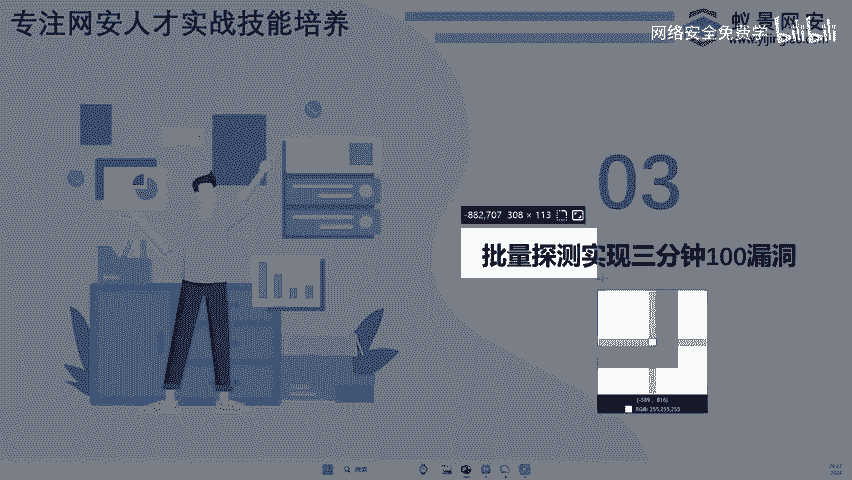 专注网安人才实战技能培养
蚁景网安
网络安全免费学 bilibili
03
-882,707 308 × 113
批量探测实现三分钟100漏洞
RGB: 255,255,255
搜索